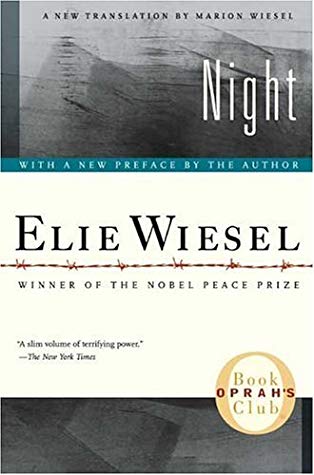 A NEW TRANSLATION BY MARION WIESEL
Night
WITH A NEW PREFACE BY THE AUTHOR
ELIE WIESEL
WINNER OF THE NOBEL PEACE PRIZE
"A slim volume of terrifying power."
—The New York Times
Book
OPRAH'S
Club